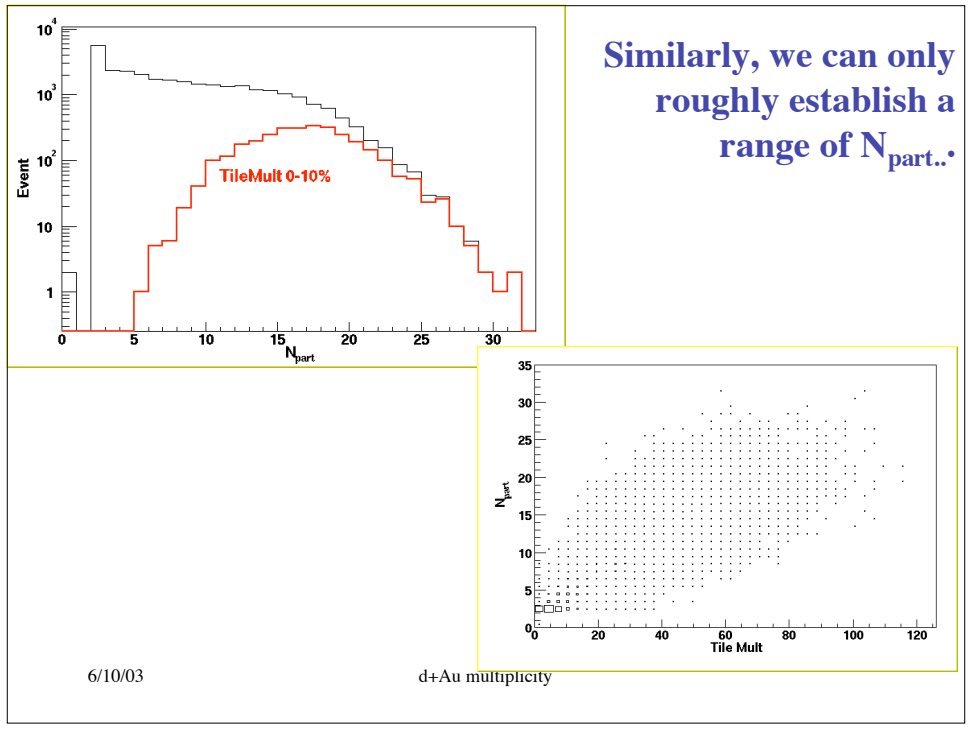 Similarly, we can only
roughly establish a
range of Npart...
10^4
10^3
10^2
10
1
Event
TileMult 0-10%
0 5 10 15 20 25 30
Npart
35
30
25
20
15
10
5
0
Npart
0 20 40 60 80 100 120
Tile Mult
6/10/03
d+Au multiplicity